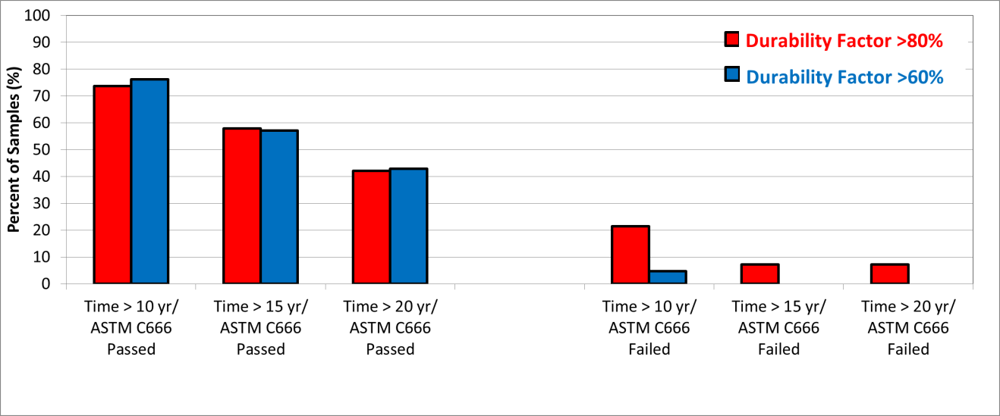 100
90
80
70
60
50
40
30
20
10
0
Percent of Samples (%)
Durability Factor >80%
Durability Factor >60%
Time > 10 yr/
ASTM C666
Passed
Time > 15 yr/
ASTM C666
Passed
Time > 20 yr/
ASTM C666
Passed
Time > 10 yr/
ASTM C666
Failed
Time > 15 yr/
ASTM C666
Failed
Time > 20 yr/
ASTM C666
Failed